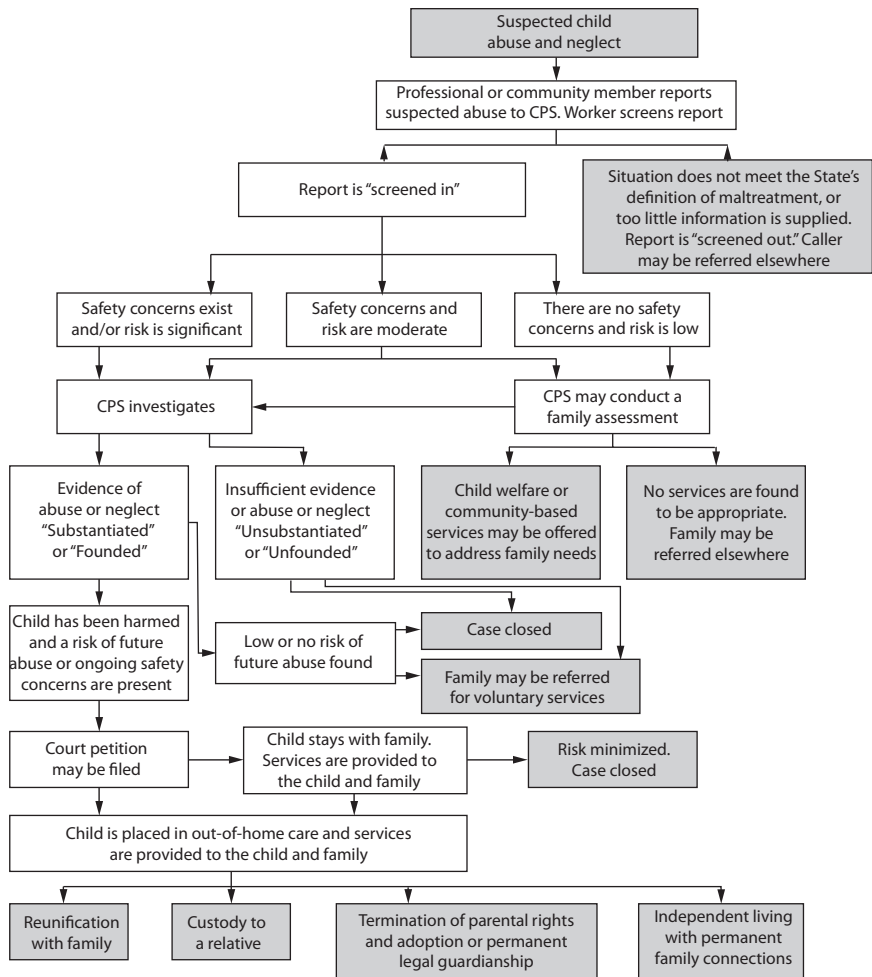 Suspected child
abuse and neglect
Professional or community member reports
suspected abuse to CPS. Worker screens report
Report is “screened in”
Situation does not meet the State’s
definition of maltreatment, or
too little information is supplied.
Report is “screened out.” Caller
may be referred elsewhere
Safety concerns exist
and/or risk is significant
Safety concerns and
risk are moderate
There are no safety
concerns and risk is low
CPS investigates
CPS may conduct a
family assessment
Evidence of
abuse or neglect
“Substantiated”
or “Founded”
Insufficient evidence
or abuse or neglect
“Unsubstantiated”
or “Unfounded”
Child welfare or
community-based
services may be offered
to address family needs
No services are found
to be appropriate.
Family may be
referred elsewhere
Child has been harmed
and a risk of future
abuse or ongoing safety
concerns are present
Low or no risk of
future abuse found
Case closed
Family may be referred
for voluntary services
Court petition
may be filed
Child stays with family.
Services are provided to
the child and family
Risk minimized.
Case closed
Child is placed in out-of-home care and services
are provided to the child and family
Reunification
with family
Custody to
a relative
Termination of parental rights
and adoption or permanent
legal guardianship
Independent living
with permanent
family connections